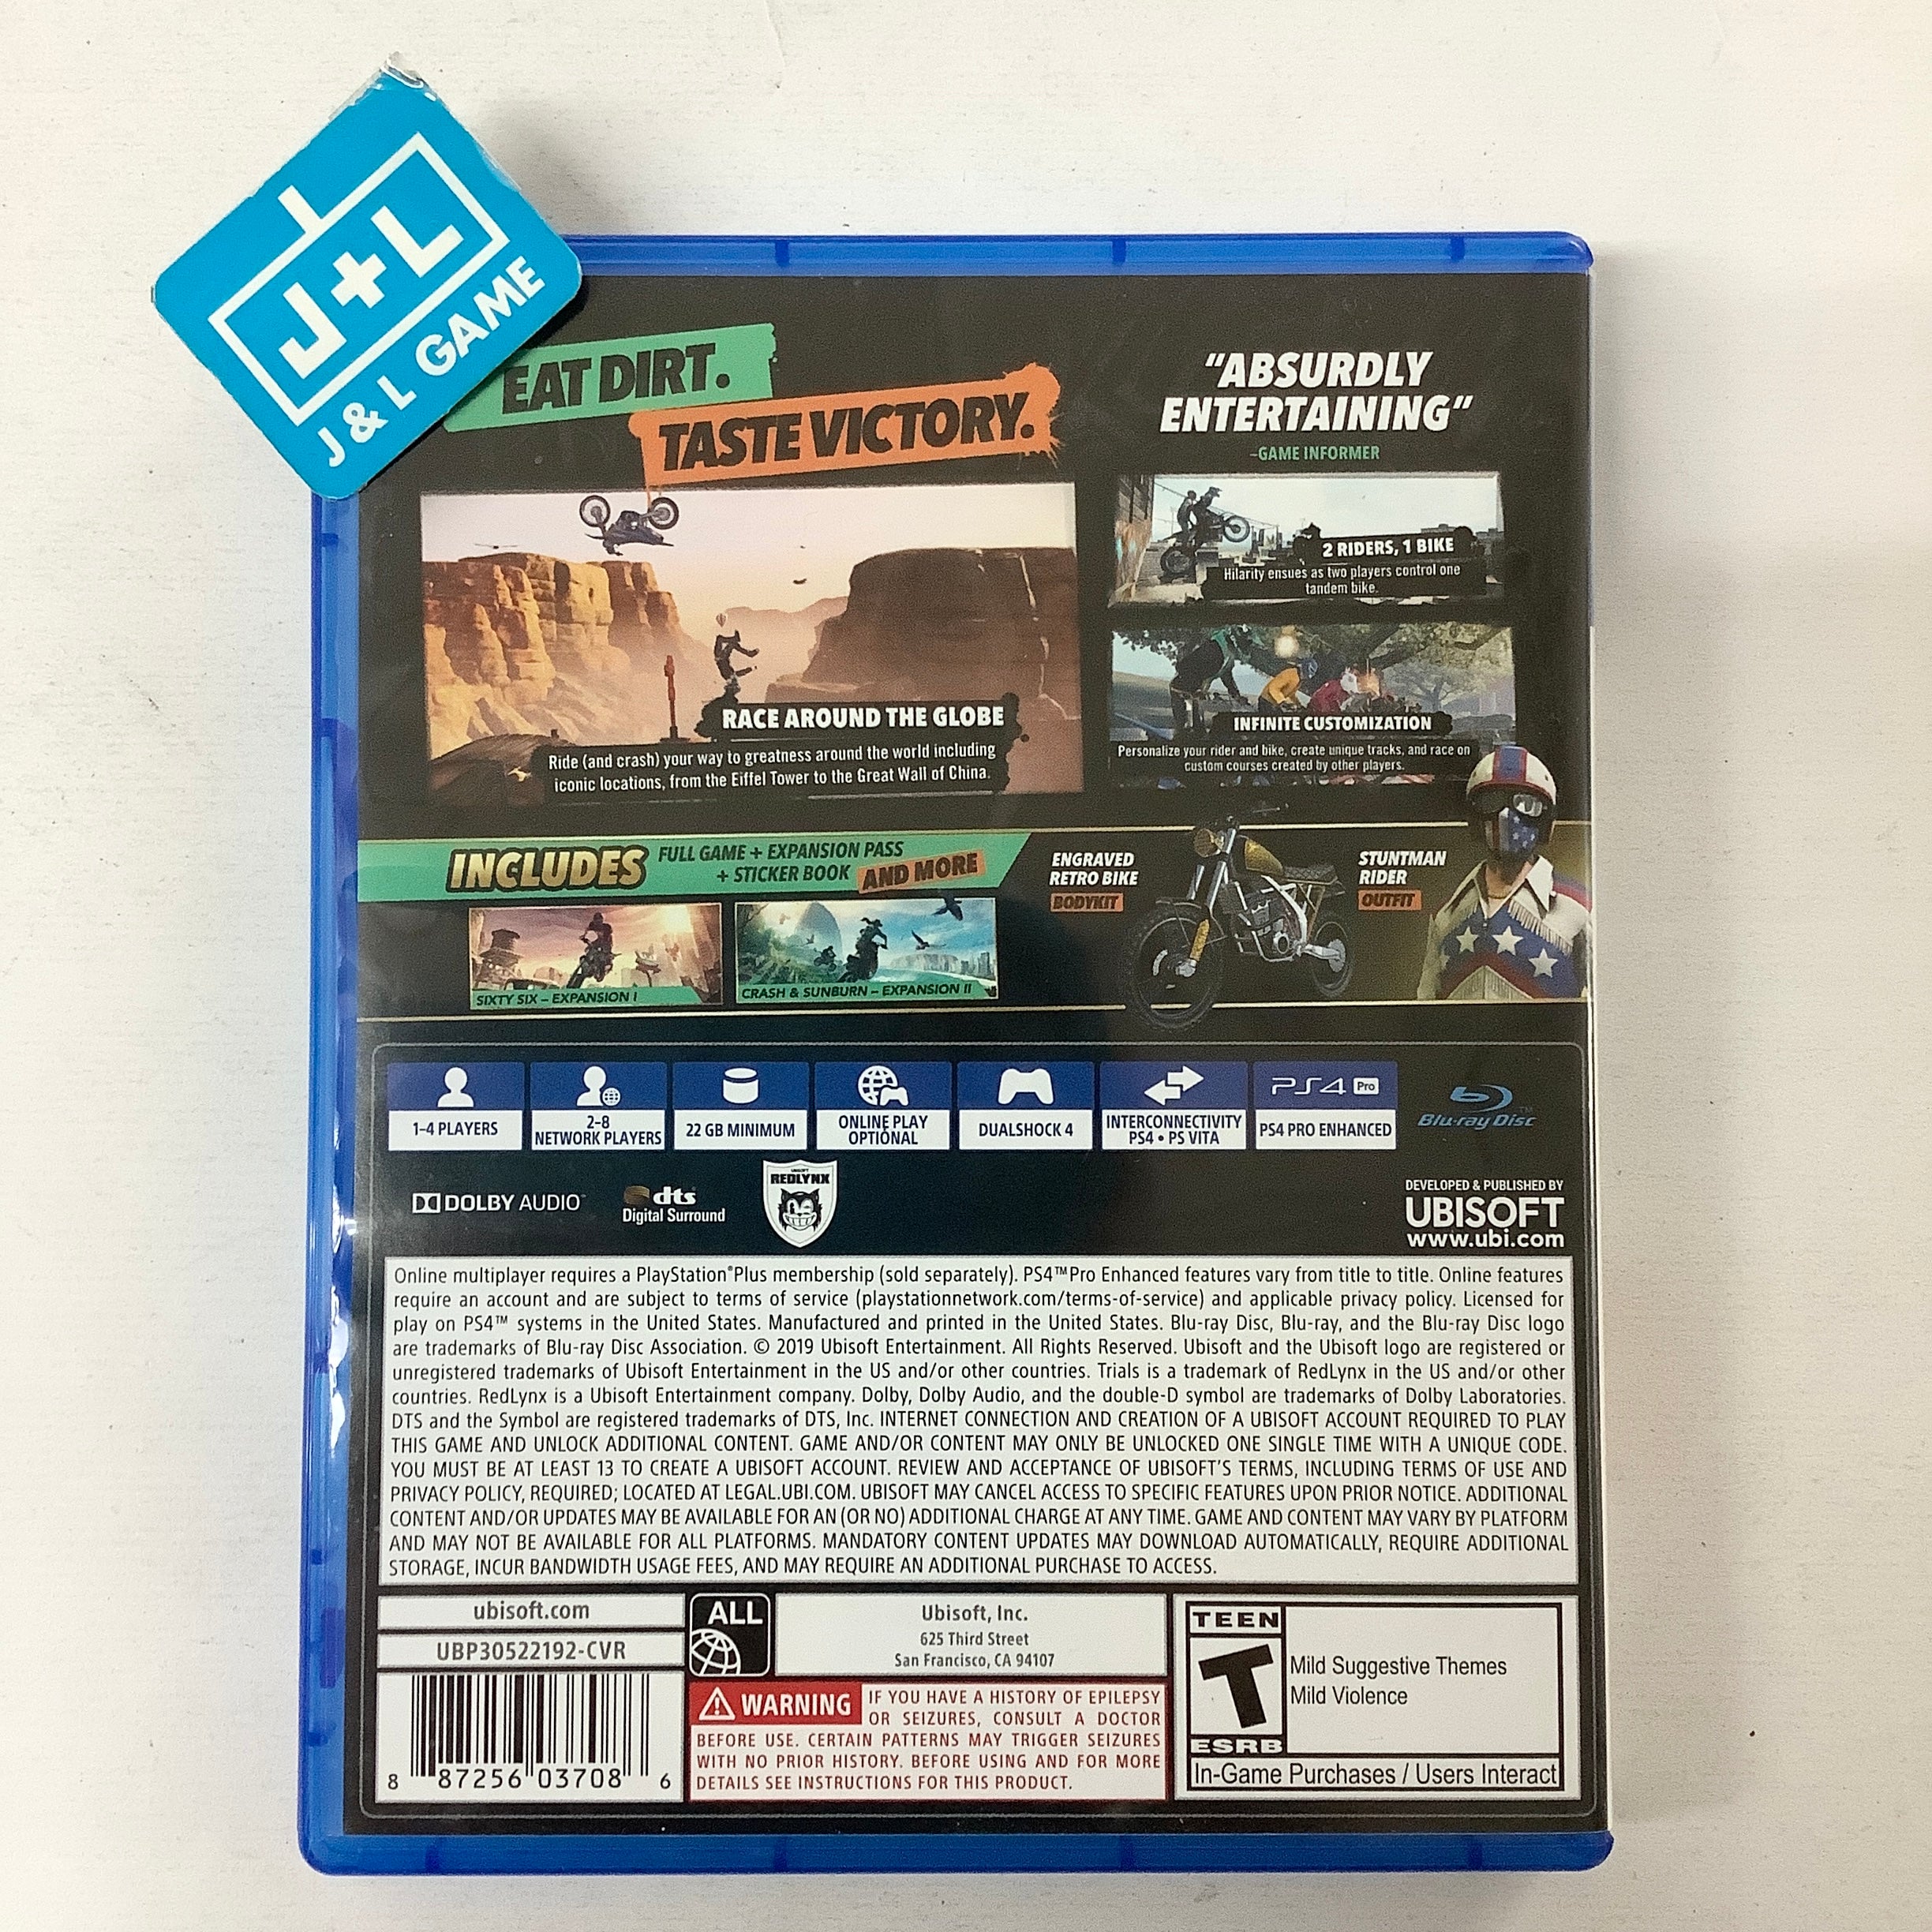 J+L
J & L GAME
EAT DIRT.
TASTE VICTORY.
"ABSURDLY
ENTERTAINING"
-GAME INFORMER
2 RIDERS, 1 BIKE
Hilarity ensues as two players control one
tandem bike.
RACE AROUND THE GLOBE
Ride (and crash) your way to greatness around the world including
iconic locations, from the Eiffel Tower to the Great Wall of China.
INFINITE CUSTOMIZATION
Personalize your rider and bike, create unique tracks, and race on
custom courses created by other players.
INCLUDES
FULL GAME + EXPANSION PASS
+ STICKER BOOK AND MORE
SIXTY SIX – EXPANSION I
CRASH & SUNBURN – EXPANSION II
ENGRAVED
RETRO BIKE
BODYKIT
STUNTMAN
RIDER
OUTFIT
1-4 PLAYERS
2-8
NETWORK PLAYERS
22 GB MINIMUM
ONLINE PLAY
OPTIONAL
DUALSHOCK 4
INTERCONNECTIVITY
PS4 • PS VITA
PS4 Pro
PS4 PRO ENHANCED
Blu-ray Disc
DOLBY AUDIO™
dts
Digital Surround
UBISOFT
REDLYNX
DEVELOPED & PUBLISHED BY
UBISOFT
www.ubi.com
Online multiplayer requires a PlayStation®Plus membership (sold separately). PS4™Pro Enhanced features vary from title to title. Online features
require an account and are subject to terms of service (playstationnetwork.com/terms-of-service) and applicable privacy policy. Licensed for
play on PS4™ systems in the United States. Manufactured and printed in the United States. Blu-ray Disc, Blu-ray, and the Blu-ray Disc logo
are trademarks of Blu-ray Disc Association. © 2019 Ubisoft Entertainment. All Rights Reserved. Ubisoft and the Ubisoft logo are registered or
unregistered trademarks of Ubisoft Entertainment in the US and/or other countries. Trials is a trademark of RedLynx in the US and/or other
countries. RedLynx is a Ubisoft Entertainment company. Dolby, Dolby Audio, and the double-D symbol are trademarks of Dolby Laboratories.
DTS and the Symbol are registered trademarks of DTS, Inc. INTERNET CONNECTION AND CREATION OF A UBISOFT ACCOUNT REQUIRED TO PLAY
THIS GAME AND UNLOCK ADDITIONAL CONTENT. GAME AND/OR CONTENT MAY ONLY BE UNLOCKED ONE SINGLE TIME WITH A UNIQUE CODE.
YOU MUST BE AT LEAST 13 TO CREATE A UBISOFT ACCOUNT. REVIEW AND ACCEPTANCE OF UBISOFT'S TERMS, INCLUDING TERMS OF USE AND
PRIVACY POLICY, REQUIRED; LOCATED AT LEGAL.UBI.COM. UBISOFT MAY CANCEL ACCESS TO SPECIFIC FEATURES UPON PRIOR NOTICE. ADDITIONAL
CONTENT AND/OR UPDATES MAY BE AVAILABLE FOR AN (OR NO) ADDITIONAL CHARGE AT ANY TIME. GAME AND CONTENT MAY VARY BY PLATFORM
AND MAY NOT BE AVAILABLE FOR ALL PLATFORMS. MANDATORY CONTENT UPDATES MAY DOWNLOAD AUTOMATICALLY, REQUIRE ADDITIONAL
STORAGE, INCUR BANDWIDTH USAGE FEES, AND MAY REQUIRE AN ADDITIONAL PURCHASE TO ACCESS.
ubisoft.com
UBP30522192-CVR
8 87256 03708 6
ALL
Ubisoft, Inc.
625 Third Street
San Francisco, CA 94107
WARNING IF YOU HAVE A HISTORY OF EPILEPSY
OR SEIZURES, CONSULT A DOCTOR
BEFORE USE. CERTAIN PATTERNS MAY TRIGGER SEIZURES
WITH NO PRIOR HISTORY. BEFORE USING AND FOR MORE
DETAILS SEE INSTRUCTIONS FOR THIS PRODUCT.
TEEN
T
ESRB
Mild Suggestive Themes
Mild Violence
In-Game Purchases / Users Interact